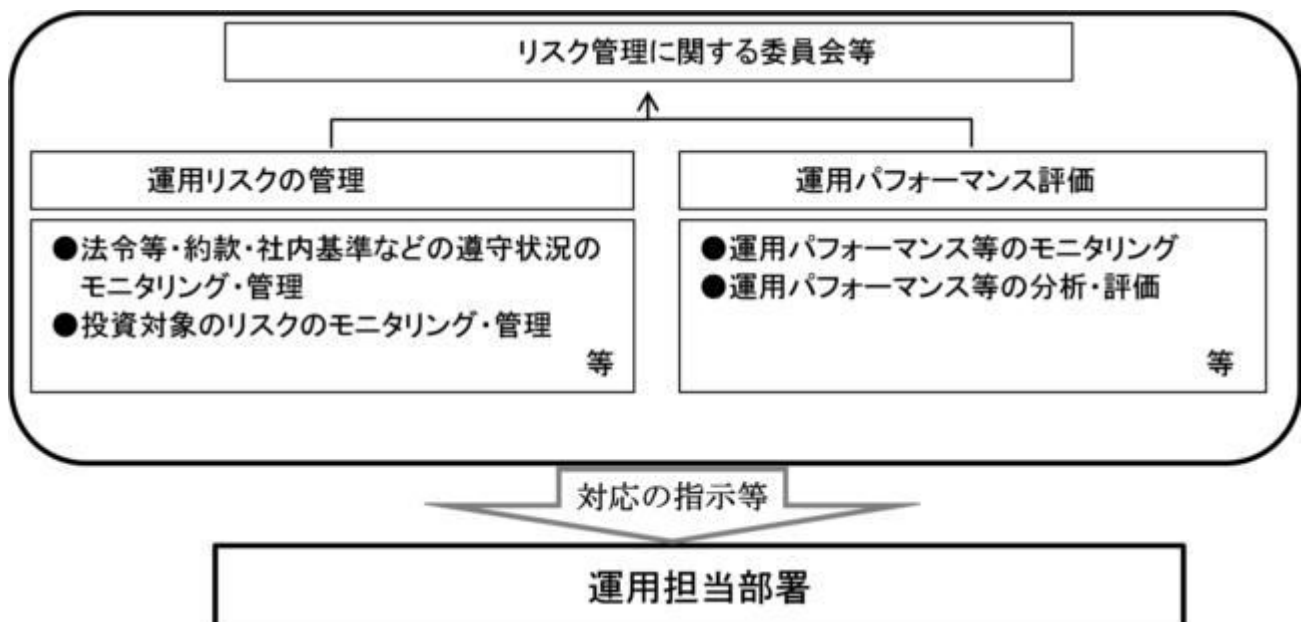 リスク管理に関する委員会等
運用リスクの管理
●法令等・約款・社内基準などの遵守状況の
モニタリング・管理
●投資対象のリスクのモニタリング・管理
等
運用パフォーマンス評価
●運用パフォーマンス等のモニタリング
●運用パフォーマンス等の分析・評価
等
対応の指示等
運用担当部署